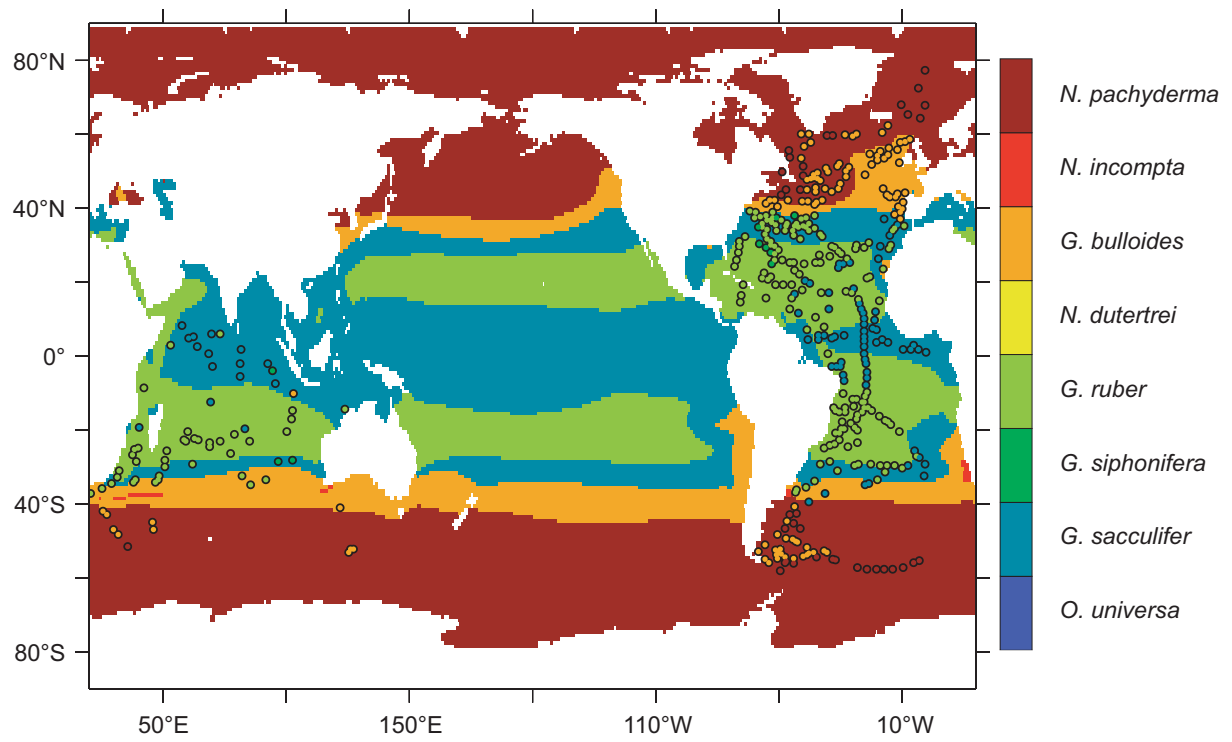 80°N
40°N
0°
40°S
80°S
50°E
150°E
110°W
10°W
N. pachyderma
N. incompta
G. bulloides
N. dutertrei
G. ruber
G. siphonifera
G. sacculifer
O. universa